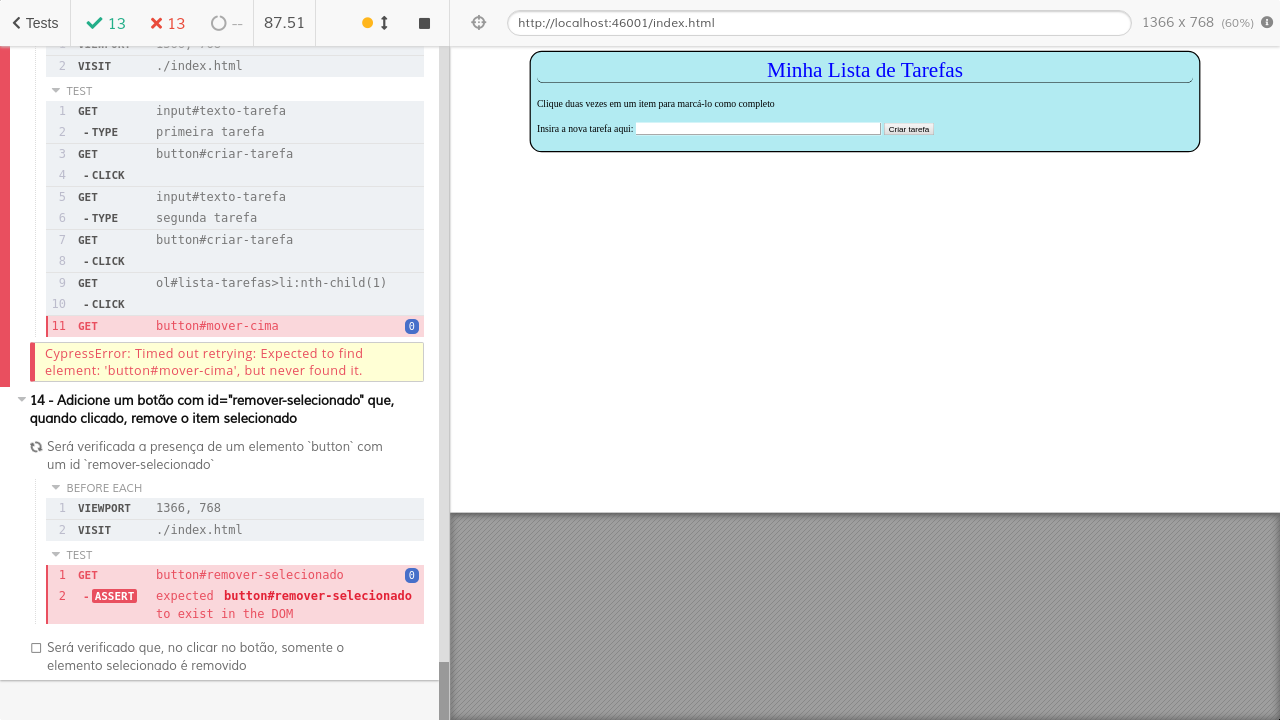 Tests 13 13 -- 87.51
http://localhost:46001/index.html 1366 x 768 (60%)
2 VISIT ./index.html
TEST
1 GET input#texto-tarefa
2 - TYPE primeira tarefa
3 GET button#criar-tarefa
4 - CLICK
5 GET input#texto-tarefa
6 - TYPE segunda tarefa
7 GET button#criar-tarefa
8 - CLICK
9 GET ol#lista-tarefas>li:nth-child(1)
10 - CLICK
11 GET button#mover-cima 0
CypressError: Timed out retrying: Expected to find
element: 'button#mover-cima', but never found it.
14 - Adicione um botão com id="remover-selecionado" que,
quando clicado, remove o item selecionado
Será verificada a presença de um elemento `button` com
um id `remover-selecionado`
BEFORE EACH
1 VIEWPORT 1366, 768
2 VISIT ./index.html
TEST
1 GET button#remover-selecionado 0
2 - ASSERT expected button#remover-selecionado
to exist in the DOM
Será verificado que, no clicar no botão, somente o
elemento selecionado é removido
Minha Lista de Tarefas
Clique duas vezes em um item para marcá-lo como completo
Insira a nova tarefa aqui: Criar tarefa